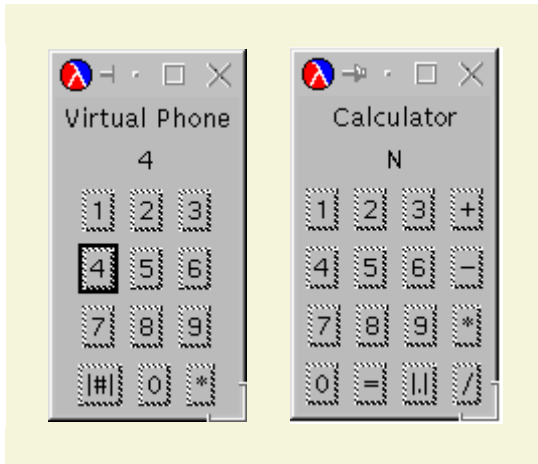 Virtual Phone
4
1 2 3
4 5 6
7 8 9
|#| 0 *
Calculator
N
1 2 3 +
4 5 6 -
7 8 9 *
0 = |.| /